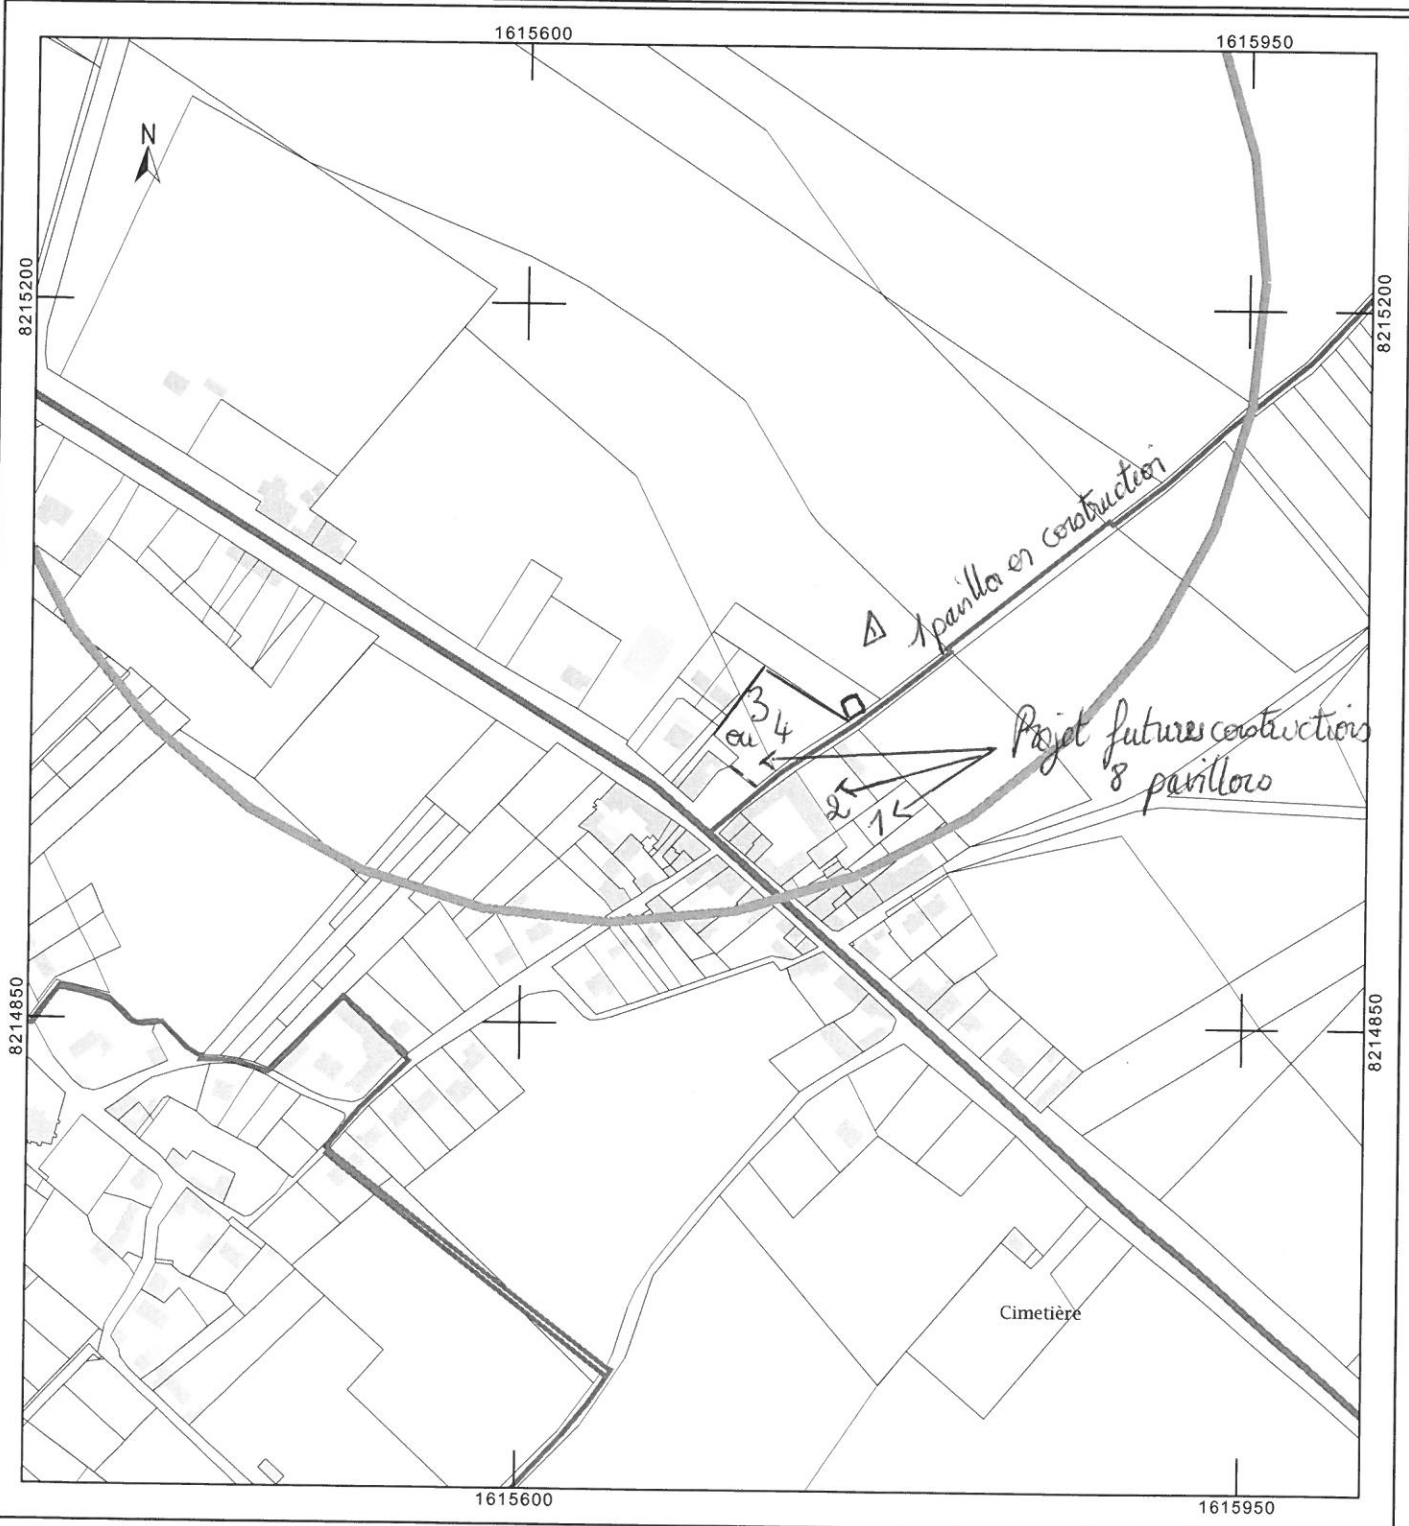 1615600
1615950
N
8215200
8215200
1 pavillon en construction
3
ou 4
Projet futures constructions
8 pavillons
2
1
8214850
8214850
Cimetière
1615600
1615950